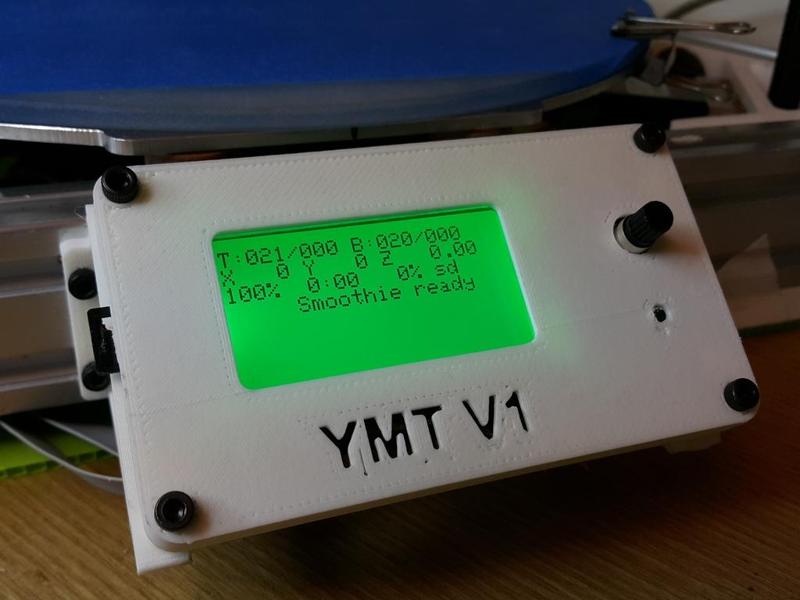 T:021/000 B:020/000
X 0 Y 0 Z 0.00
100% 0:00 0% sd
Smoothie ready
YMT V1